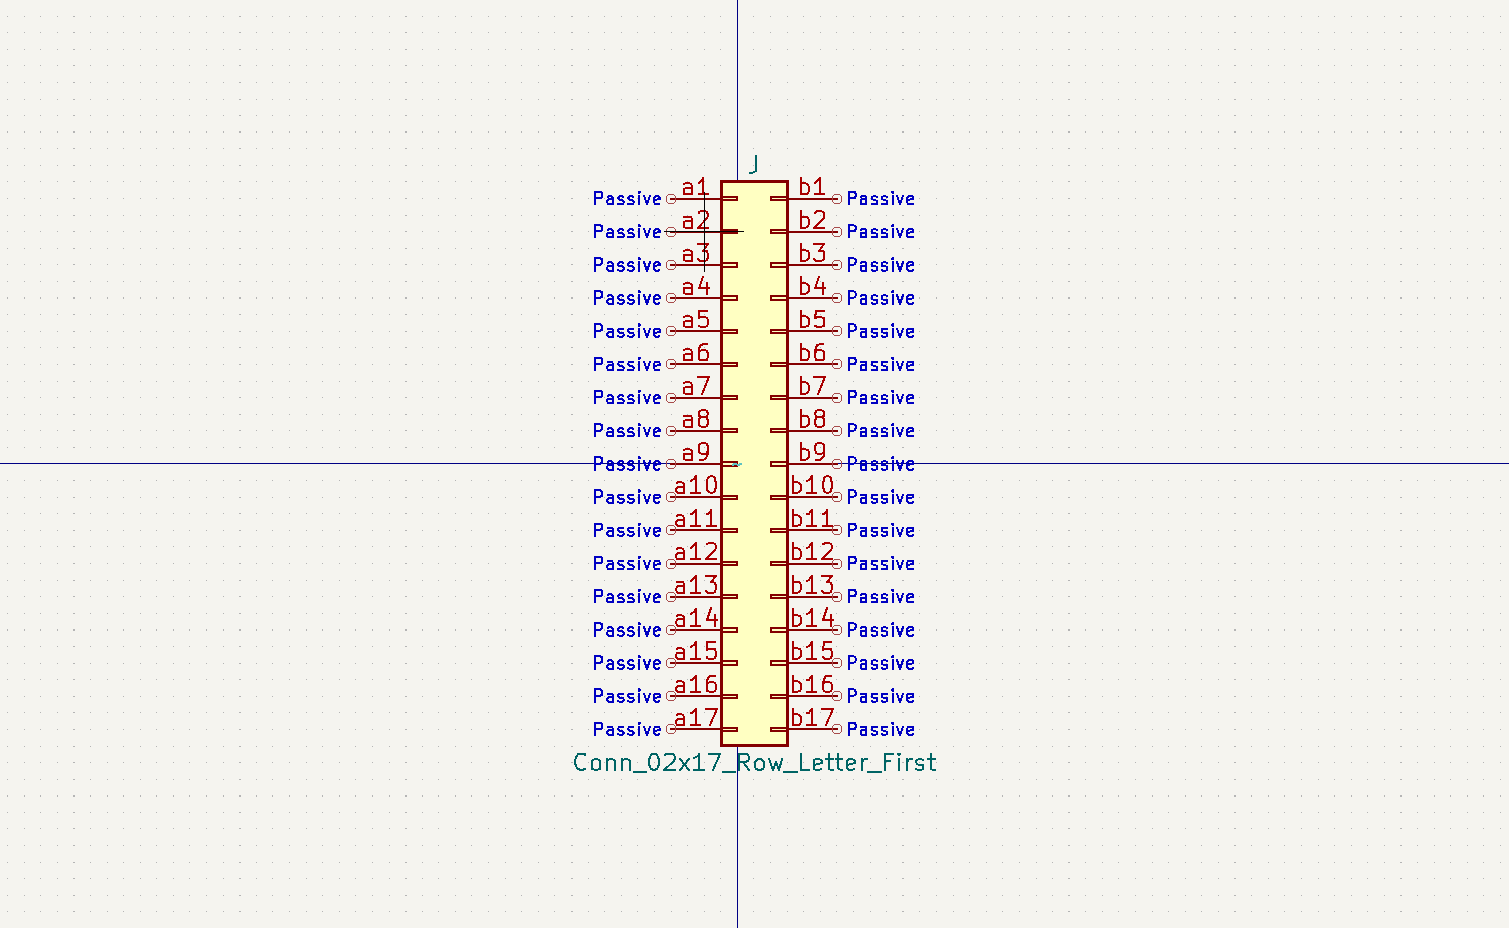 J
Passive a1 b1 Passive
Passive a2 b2 Passive
Passive a3 b3 Passive
Passive a4 b4 Passive
Passive a5 b5 Passive
Passive a6 b6 Passive
Passive a7 b7 Passive
Passive a8 b8 Passive
Passive a9 b9 Passive
Passive a10 b10 Passive
Passive a11 b11 Passive
Passive a12 b12 Passive
Passive a13 b13 Passive
Passive a14 b14 Passive
Passive a15 b15 Passive
Passive a16 b16 Passive
Passive a17 b17 Passive
Conn_02x17_Row_Letter_First